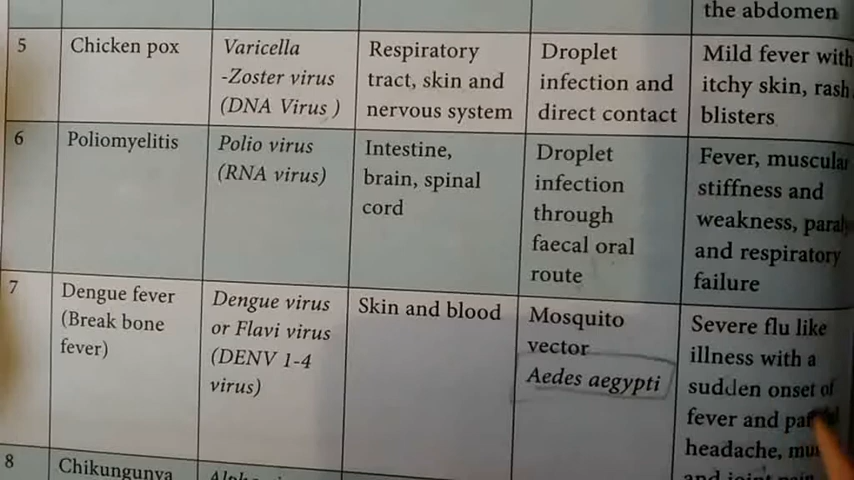 the abdomen
5
Chicken pox
Varicella
-Zoster virus
(DNA Virus )
Respiratory
tract, skin and
nervous system
Droplet
infection and
direct contact
Mild fever with
itchy skin, rash
blisters
6
Poliomyelitis
Polio virus
(RNA virus)
Intestine,
brain, spinal
cord
Droplet
infection
through
faecal oral
route
Fever, muscular
stiffness and
weakness,
and respiratory
failure
7
Dengue fever
(Break bone
fever)
Dengue virus
or Flavi virus
(DENV 1-4
virus)
Skin and blood
Mosquito
vector
Aedes aegypti
Severe flu like
illness with a
sudden onset of
fever and
headache,
and joint pain
8
Chikungunya